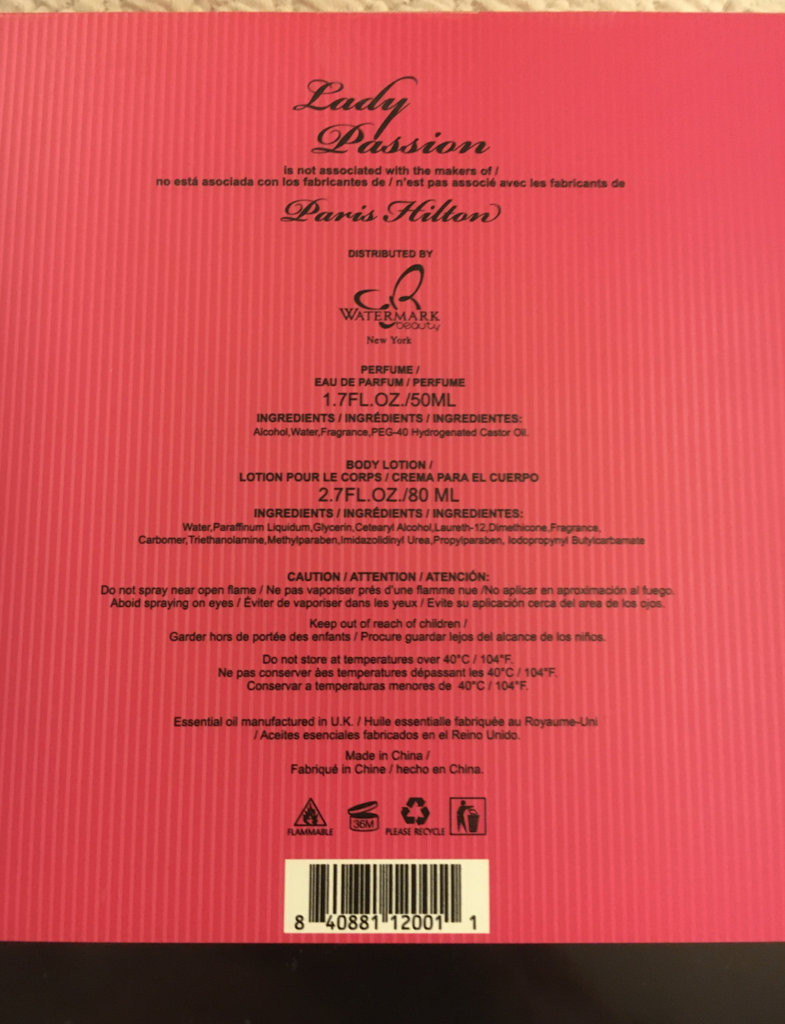 Lady
Passion
is not associated with the makers of /
no está asociada con los fabricantes de / n'est pas associé avec les fabricants de
Paris Hilton
DISTRIBUTED BY
WATERMARK
beauty
New York
PERFUME /
EAU DE PARFUM / PERFUME
1.7FL.OZ./50ML
INGREDIENTS / INGRÉDIENTS / INGREDIENTES:
Alcohol,Water,Fragrance,PEG-40 Hydrogenated Castor Oil.
BODY LOTION /
LOTION POUR LE CORPS / CREMA PARA EL CUERPO
2.7FL.OZ./80 ML
INGREDIENTS / INGRÉDIENTS / INGREDIENTES:
Water,Paraffinum Liquidum,Glycerin,Cetearyl Alcohol,Laureth-12,Dimethicone,Fragrance,
Carbomer,Triethanolamine,Methylparaben,Imidazolidinyl Urea,Propylparaben, Iodopropynyl Butylcarbamate
CAUTION / ATTENTION / ATENCIÓN:
Do not spray near open flame / Ne pas vaporiser près d'une flamme nue /No aplicar en aproximación al fuego.
Aboid spraying on eyes / Éviter de vaporiser dans les yeux / Evite su aplicación cerca del area de los ojos.
Keep out of reach of children /
Garder hors de portée des enfants / Procure guardar lejos del alcance de los niños.
Do not store at temperatures over 40°C / 104°F.
Ne pas conserver àes temperatures dépassant les 40°C / 104°F.
Conservar a temperaturas menores de 40°C / 104°F.
Essential oil manufactured in U.K. / Huile essentialle fabriquée au Royaume-Uni
/ Aceites esenciales fabricados en el Reino Unido.
Made in China /
Fabriqué in Chine / hecho en China.
36M
FLAMMABLE PLEASE RECYCLE
8 40881 12001 1